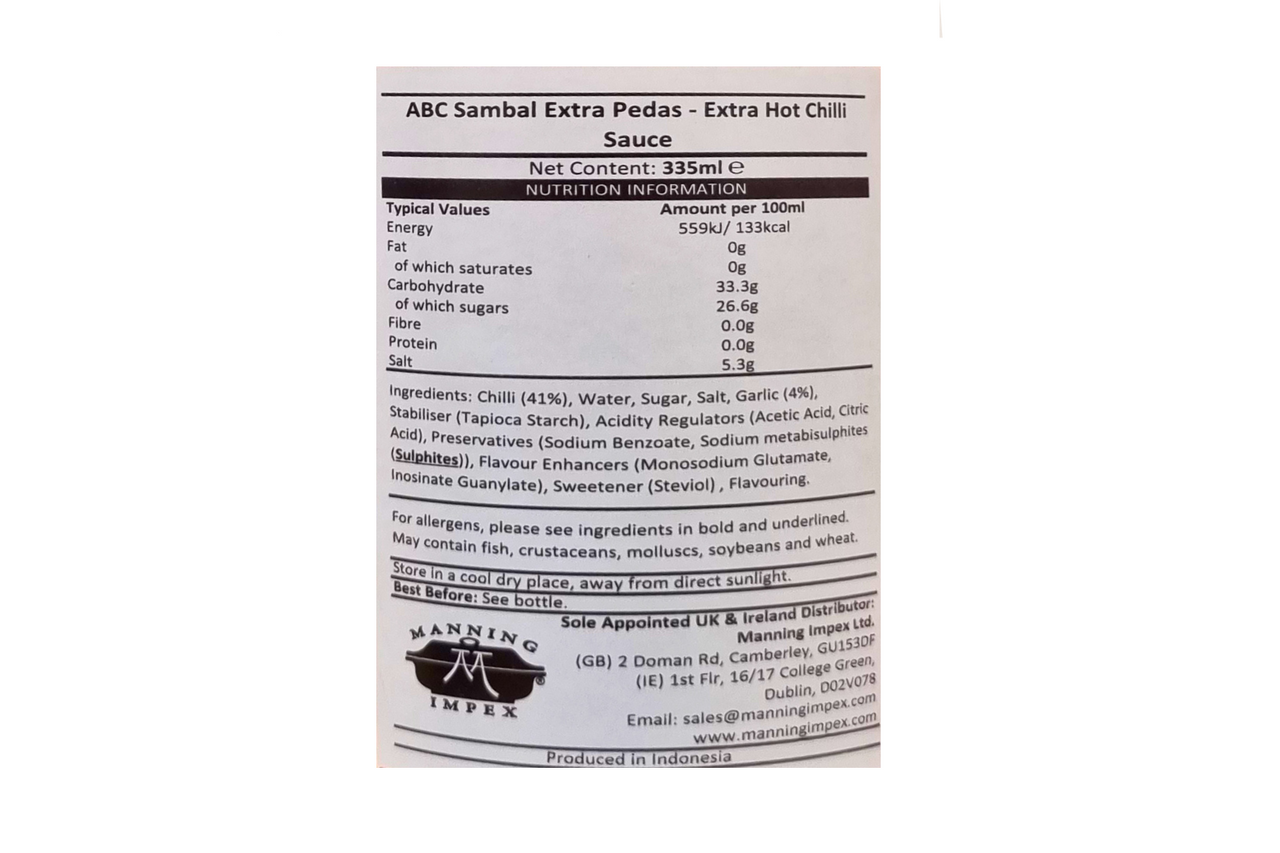 ABC Sambal Extra Pedas - Extra Hot Chilli
Sauce
Net Content: 335ml ℮
NUTRITION INFORMATION
Typical Values Amount per 100ml
Energy 559kJ/ 133kcal
Fat 0g
of which saturates 0g
Carbohydrate 33.3g
of which sugars 26.6g
Fibre 0.0g
Protein 0.0g
Salt 5.3g
Ingredients: Chilli (41%), Water, Sugar, Salt, Garlic (4%),
Stabiliser (Tapioca Starch), Acidity Regulators (Acetic Acid, Citric
Acid), Preservatives (Sodium Benzoate, Sodium metabisulphites
(Sulphites)), Flavour Enhancers (Monosodium Glutamate,
Inosinate Guanylate), Sweetener (Steviol) , Flavouring.
For allergens, please see ingredients in bold and underlined.
May contain fish, crustaceans, molluscs, soybeans and wheat.
Store in a cool dry place, away from direct sunlight.
Best Before: See bottle.
MANNING
IMPEX
®
Sole Appointed UK & Ireland Distributor:
Manning Impex Ltd.
(GB) 2 Doman Rd, Camberley, GU153DF
(IE) 1st Flr, 16/17 College Green,
Dublin, D02V078
Email: sales@manningimpex.com
www.manningimpex.com
Produced in Indonesia